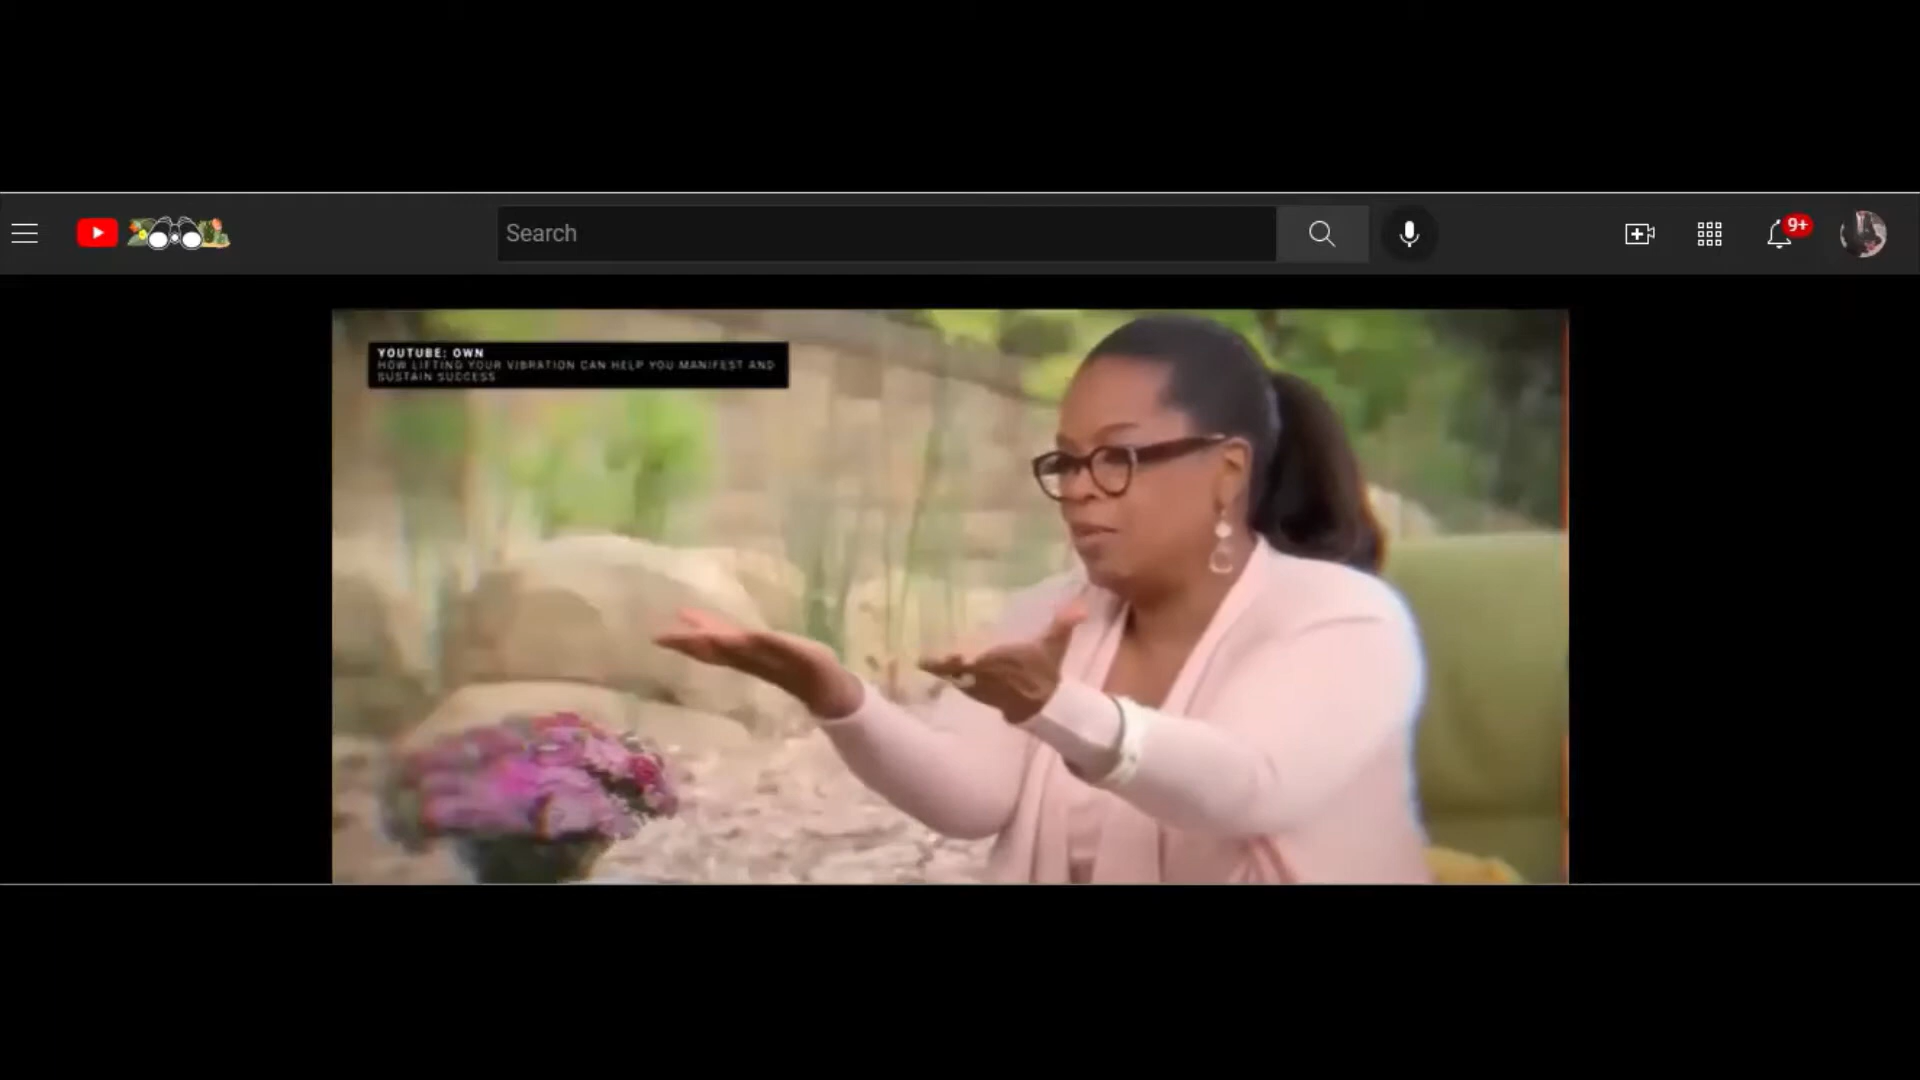 Search
9+
YOUTUBE: OWN
HOW LIFTING YOUR VIBRATION CAN HELP YOU MANIFEST AND
SUSTAIN SUCCESS